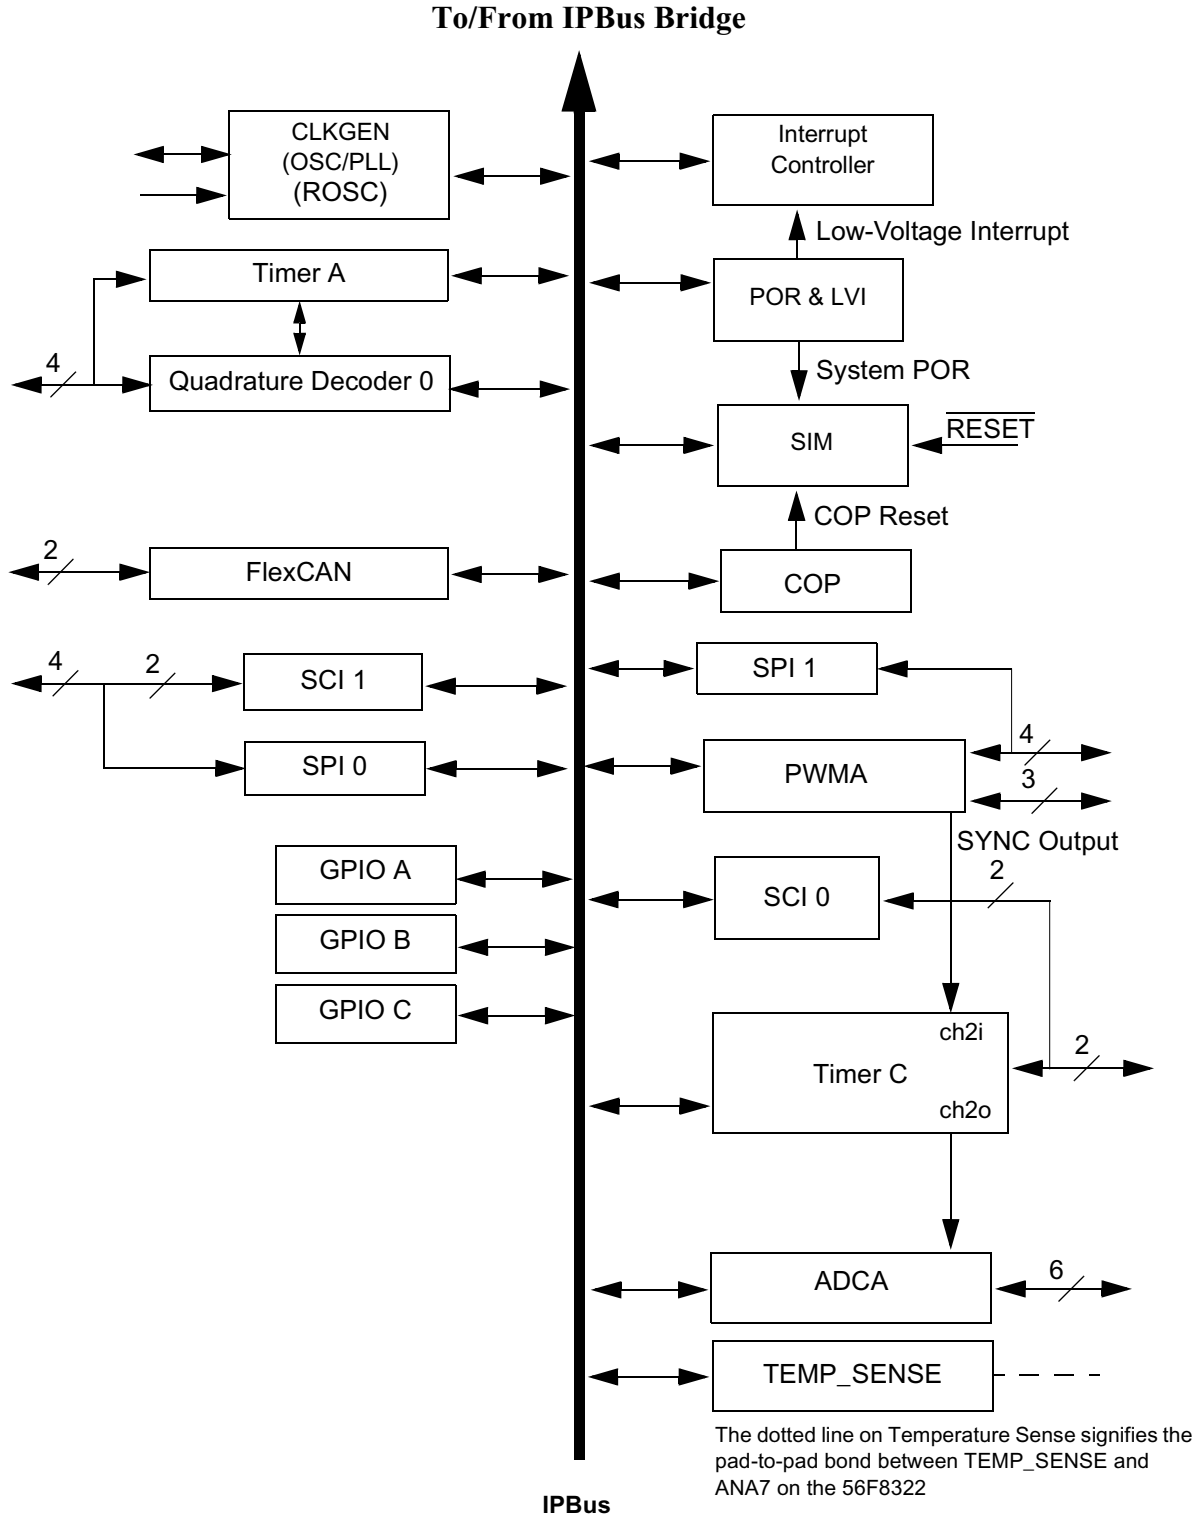 To/From IPBus Bridge
CLKGEN
(OSC/PLL)
(ROSC)
Interrupt
Controller
Low-Voltage Interrupt
Timer A
POR & LVI
4
Quadrature Decoder 0
System POR
SIM
RESET
COP Reset
2
FlexCAN
COP
4
2
SCI 1
SPI 1
SPI 0
4
PWMA
3
SYNC Output
GPIO A
2
SCI 0
GPIO B
GPIO C
ch2i
2
Timer C
ch2o
6
ADCA
TEMP_SENSE
The dotted line on Temperature Sense signifies the
pad-to-pad bond between TEMP_SENSE and
ANA7 on the 56F8322
IPBus